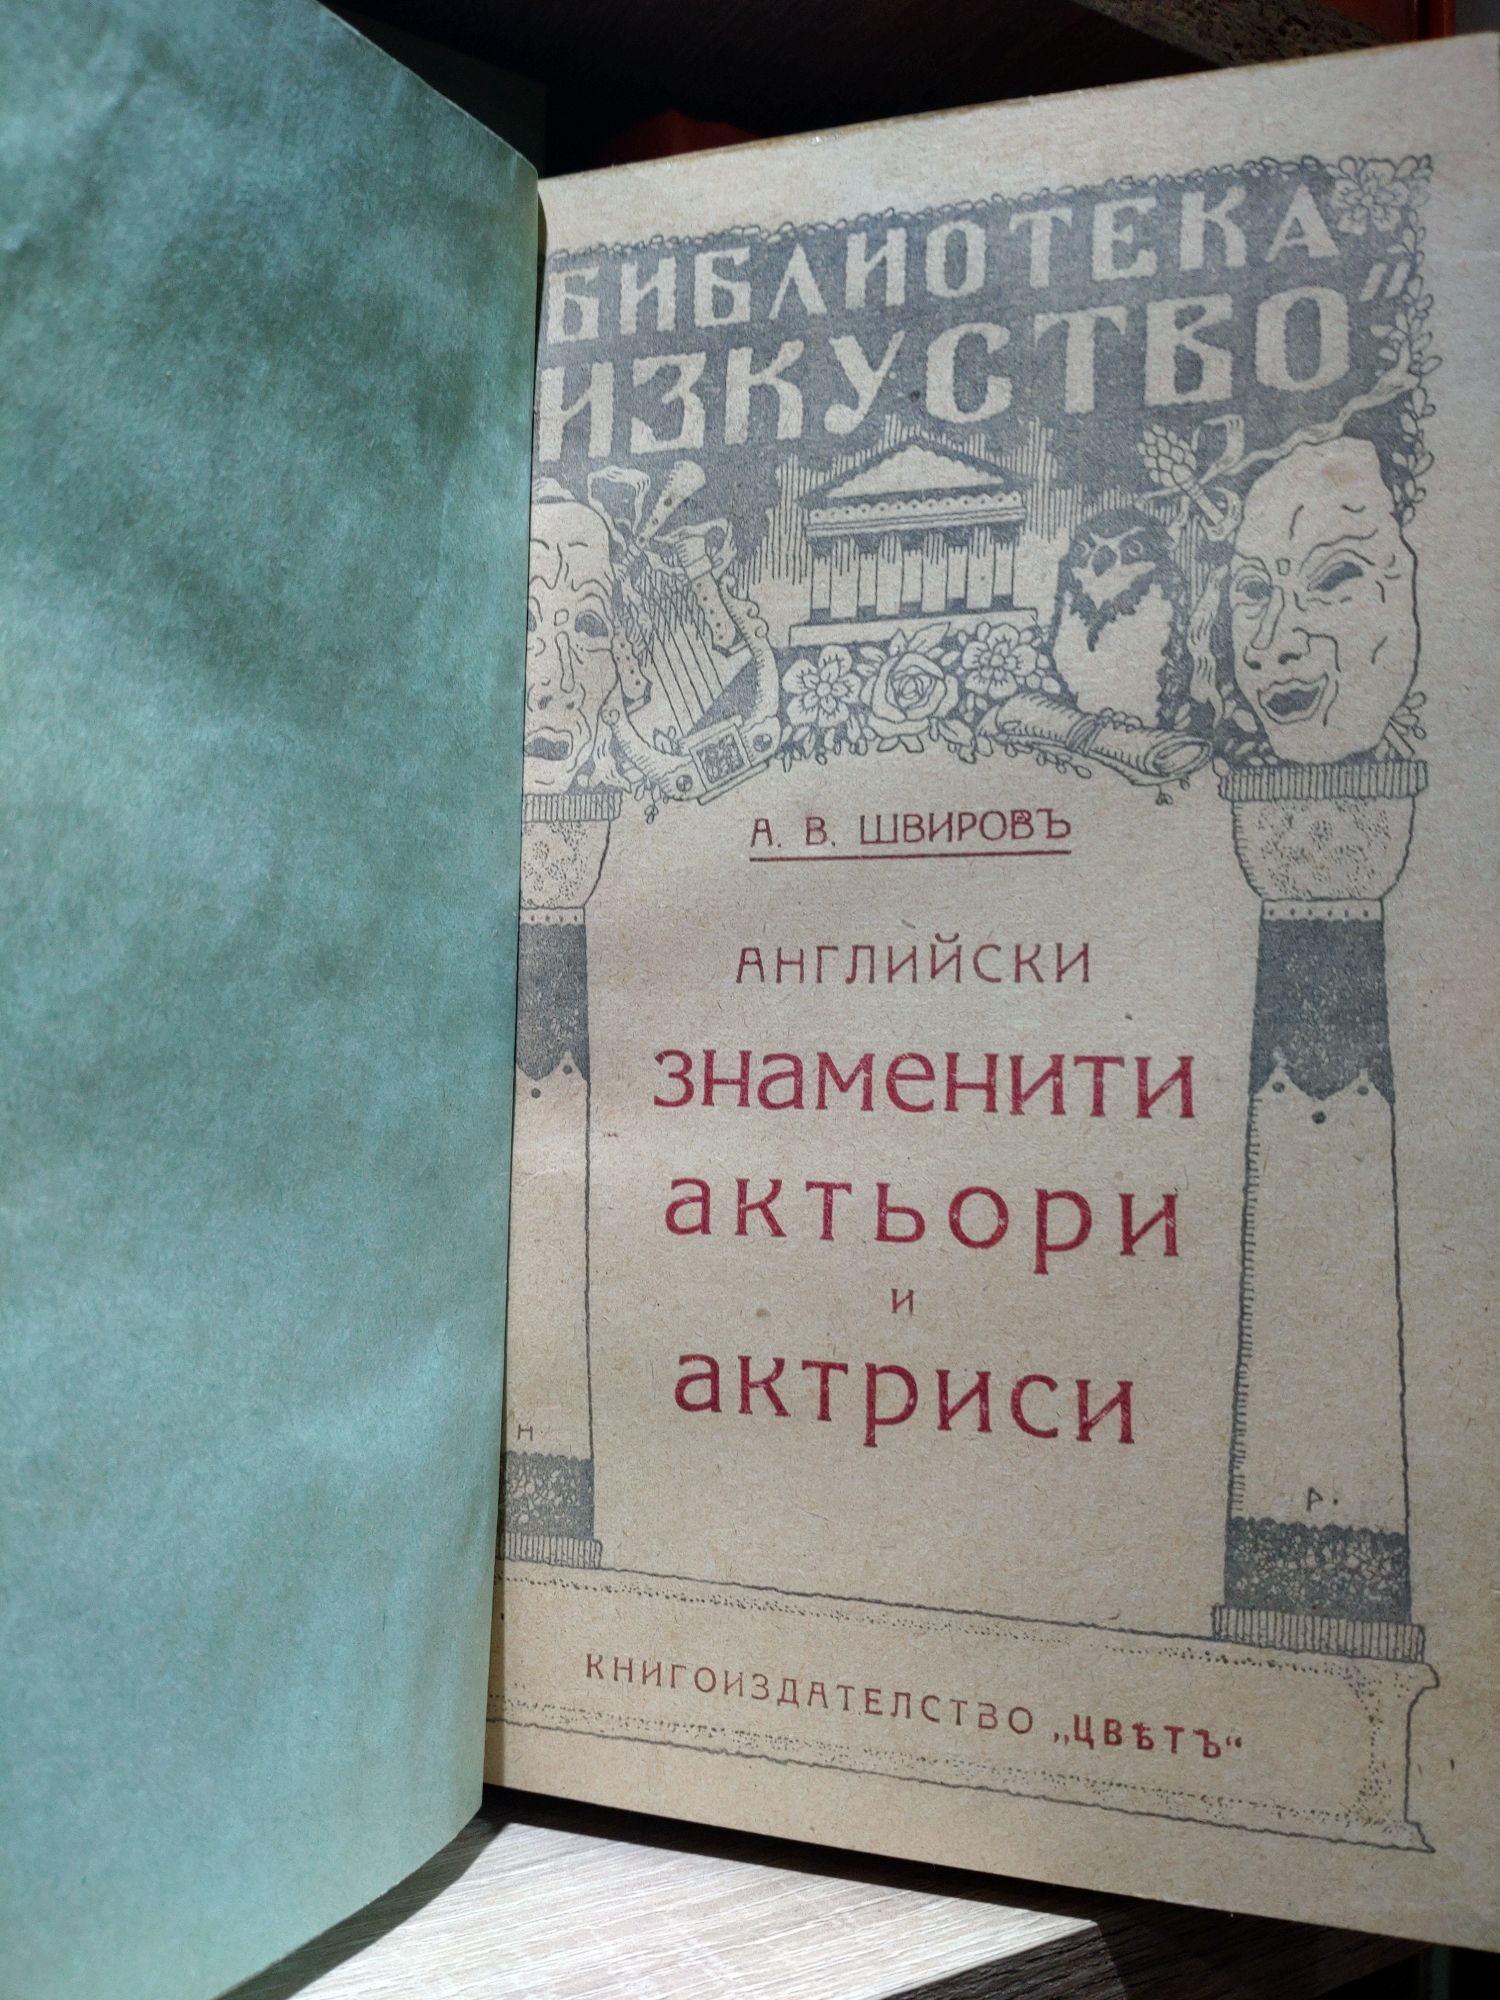 БИБЛИОТЕКА
ИЗКУСТВО"
А. В. ШВИРОВЪ
АНГЛИЙСКИ
ЗНАМЕНИТИ
АКТЬОРИ
И
АКТРИСИ
Н
Р.
КНИГОИЗДАТЕЛСТВО „ЦВѢТЪ“